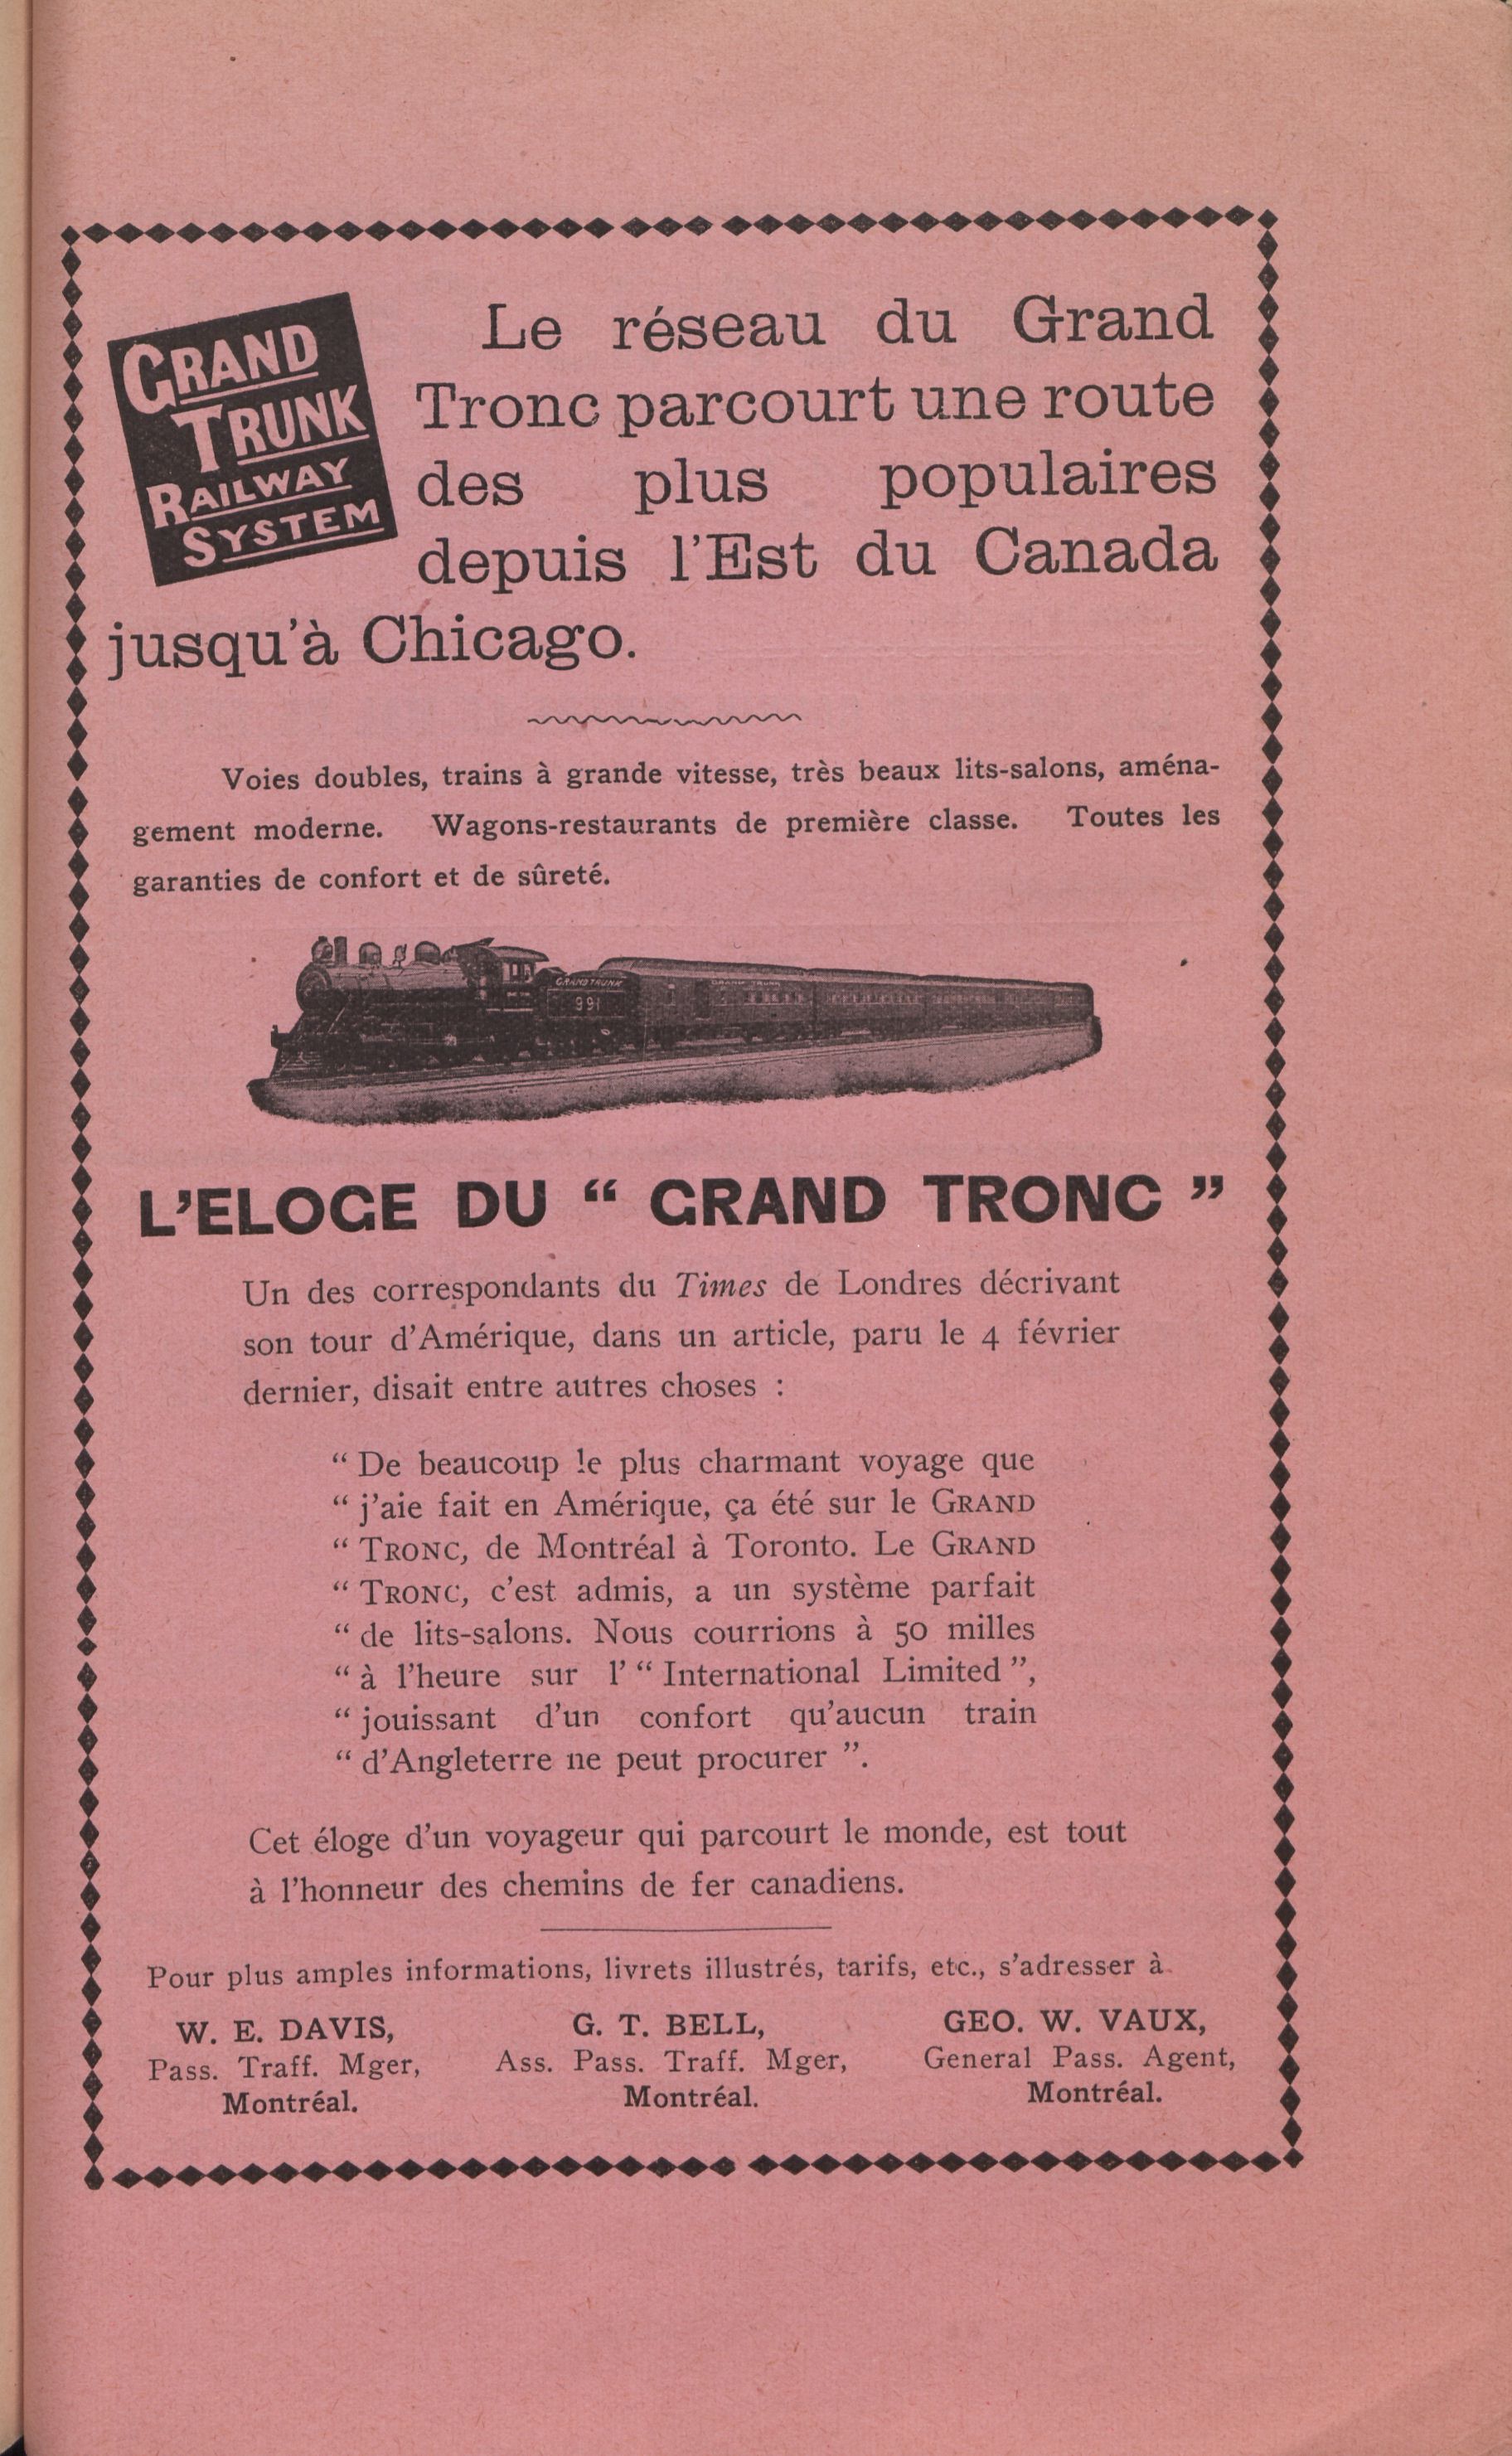 GRAND
TRUNK
RAILWAY
SYSTEM
Le réseau du Grand
Tronc parcourt une route
des plus populaires
depuis l'Est du Canada
jusqu'à Chicago.
Voies doubles, trains à grande vitesse, très beaux lits-salons, aména-
gement moderne. Wagons-restaurants de première classe. Toutes les
garanties de confort et de sûreté.
GRAND TRUNK
991
GRAND TRUNK
L'ELOGE DU “ GRAND TRONC ”
Un des correspondants du Times de Londres décrivant
son tour d'Amérique, dans un article, paru le 4 février
dernier, disait entre autres choses :
“ De beaucoup le plus charmant voyage que
“ j'aie fait en Amérique, ça été sur le GRAND
“ TRONC, de Montréal à Toronto. Le GRAND
“ TRONC, c'est admis, a un système parfait
“ de lits-salons. Nous courrions à 50 milles
“ à l'heure sur l' “ International Limited ”,
“ jouissant d'un confort qu'aucun train
“ d'Angleterre ne peut procurer ”.
Cet éloge d'un voyageur qui parcourt le monde, est tout
à l'honneur des chemins de fer canadiens.
Pour plus amples informations, livrets illustrés, tarifs, etc., s'adresser à
W. E. DAVIS, G. T. BELL, GEO. W. VAUX,
Pass. Traff. Mger, Ass. Pass. Traff. Mger, General Pass. Agent,
Montréal. Montréal. Montréal.